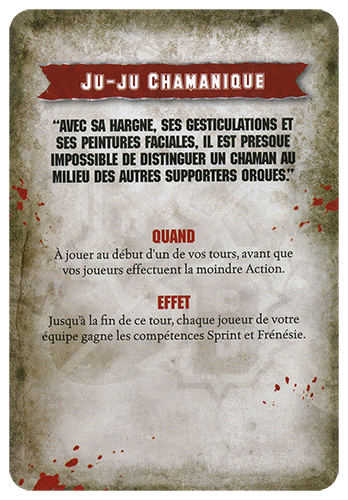 Ju-ju Chamanique
“AVEC SA HARGNE, SES GESTICULATIONS ET
SES PEINTURES FACIALES, IL EST PRESQUE
IMPOSSIBLE DE DISTINGUER UN CHAMAN AU
MILIEU DES AUTRES SUPPORTERS ORQUES.”
QUAND
À jouer au début d'un de vos tours, avant que
vos joueurs effectuent la moindre Action.
EFFET
Jusqu'à la fin de ce tour, chaque joueur de votre
équipe gagne les compétences Sprint et Frénésie.